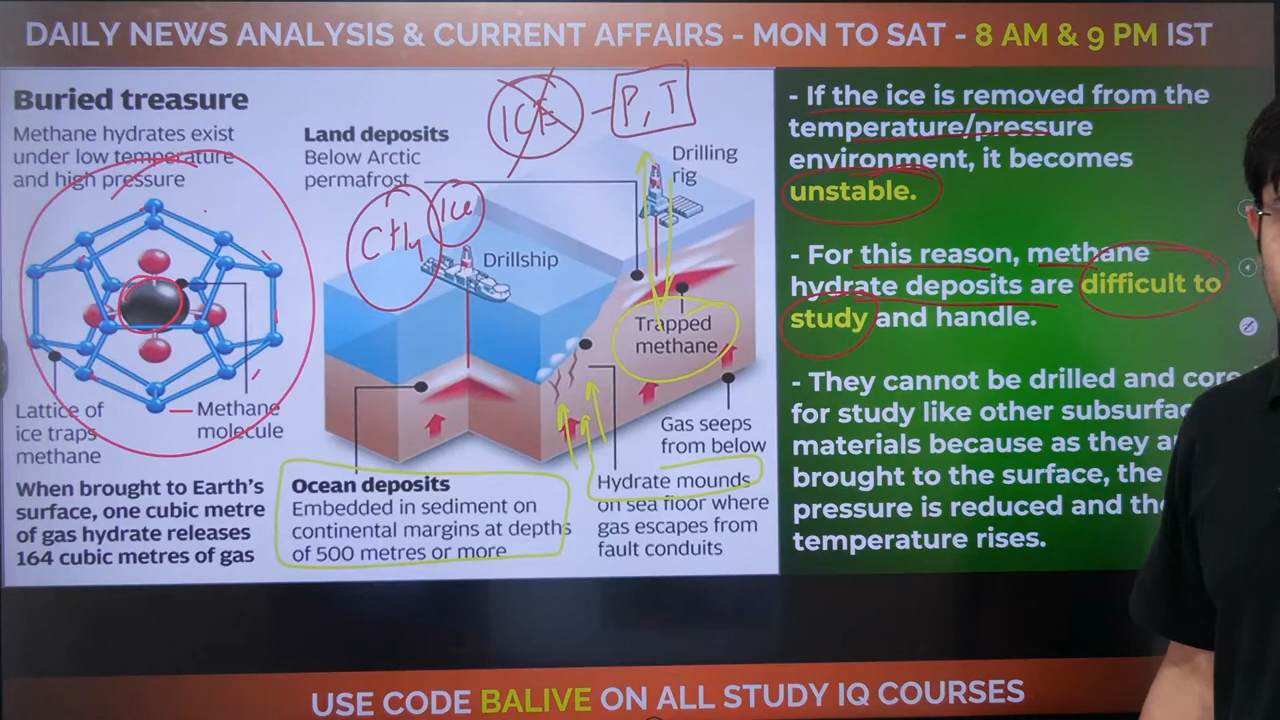 DAILY NEWS ANALYSIS & CURRENT AFFAIRS - MON TO SAT - 8 AM & 9 PM IST
Buried treasure
Methane hydrates exist
under low temperature
and high pressure
Lattice of
ice traps
methane
Methane
molecule
When brought to Earth's
surface, one cubic metre
of gas hydrate releases
164 cubic metres of gas
Land deposits
Below Arctic
permafrost
ICE
P, T
CH4
Ice
Drillship
Drilling
rig
Trapped
methane
Gas seeps
from below
Ocean deposits
Embedded in sediment on
continental margins at depths
of 500 metres or more
Hydrate mounds
on sea floor where
gas escapes from
fault conduits
- If the ice is removed from the
temperature/pressure
environment, it becomes
unstable.
- For this reason, methane
hydrate deposits are difficult to
study and handle.
- They cannot be drilled and
for study like other
materials because as they
brought to the surface, the
pressure is reduced and
temperature rises.
USE CODE BALIVE ON ALL STUDY IQ COURSES